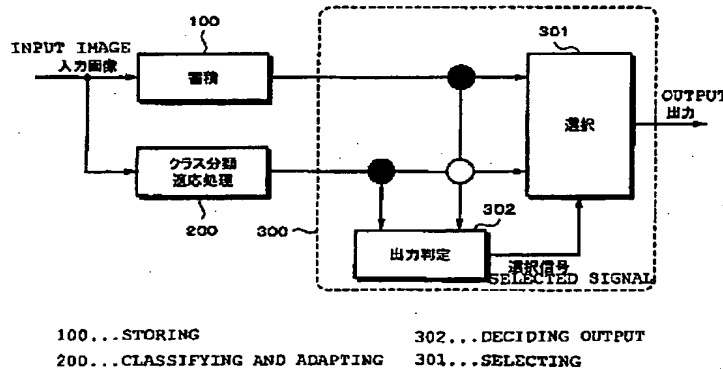 100
301
INPUT IMAGE
入力画像
蓄積
選択
OUTPUT
出力
クラス分類
適応処理
200
300
302
出力判定
選択信号
SELECTED SIGNAL
100...STORING
302...DECIDING OUTPUT
200...CLASSIFYING AND ADAPTING
301...SELECTING